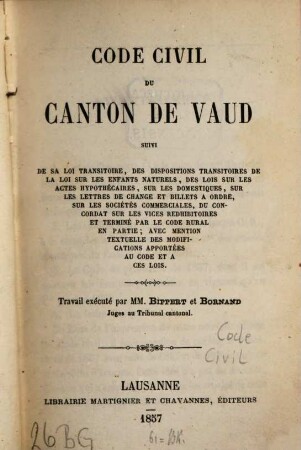 CODE CIVIL
DU
CANTON DE VAUD
SUIVI
DE SA LOI TRANSITOIRE, DES DISPOSITIONS TRANSITOIRES DE
LA LOI SUR LES ENFANTS NATURELS, DES LOIS SUR LES
ACTES HYPOTHÉCAIRES, SUR LES DOMESTIQUES, SUR
LES LETTRES DE CHANGE ET BILLETS A ORDRE,
SUR LES SOCIÉTÉS COMMERCIALES, DU CON-
CORDAT SUR LES VICES REDHIBITOIRES
ET TERMINÉ PAR LE CODE RURAL
EN PARTIE; AVEC MENTION
TEXTUELLE DES MODIFI-
CATIONS APPORTÉES
AU CODE ET A
CES LOIS.
Travail exécuté par MM. BIPPERT et BORNAND
Juges au Tribunal cantonal.
Code
Civil
LAUSANNE
LIBRAIRIE MARTIGNIER ET CHAVANNES, ÉDITEURS
1857
26 BG